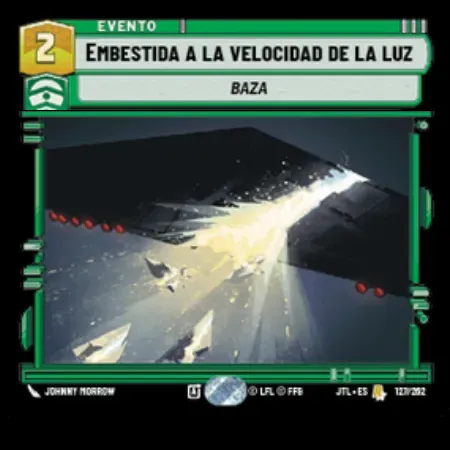 EVENTO
2
EMBESTIDA A LA VELOCIDAD DE LA LUZ
BAZA
JOHNNY MORROW
A
© LFL © FFG
JTL • ES
127/262